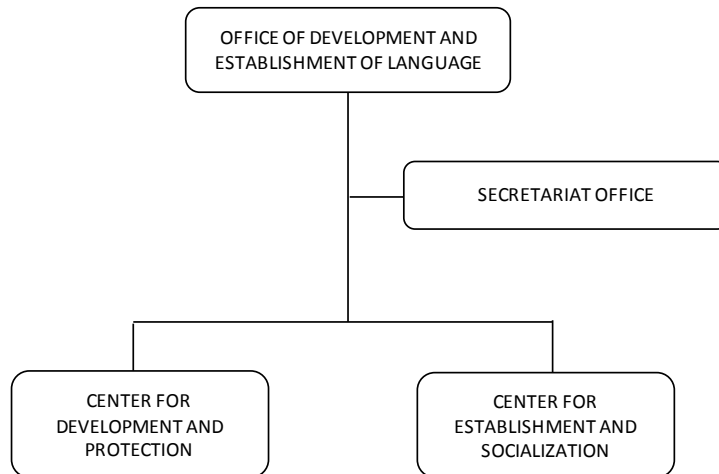 OFFICE OF DEVELOPMENT AND
ESTABLISHMENT OF LANGUAGE
SECRETARIAT OFFICE
CENTER FOR
DEVELOPMENT AND
PROTECTION
CENTER FOR
ESTABLISHMENT AND
SOCIALIZATION